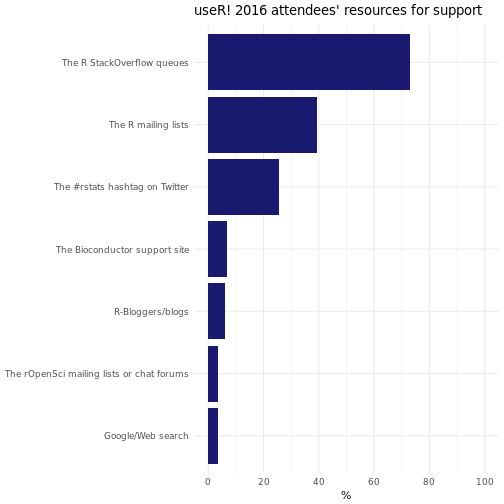 useR! 2016 attendees' resources for support
The R StackOverflow queues
The R mailing lists
The #rstats hashtag on Twitter
The Bioconductor support site
R-Bloggers/blogs
The rOpenSci mailing lists or chat forums
Google/Web search
0 20 40 60 80 100
%